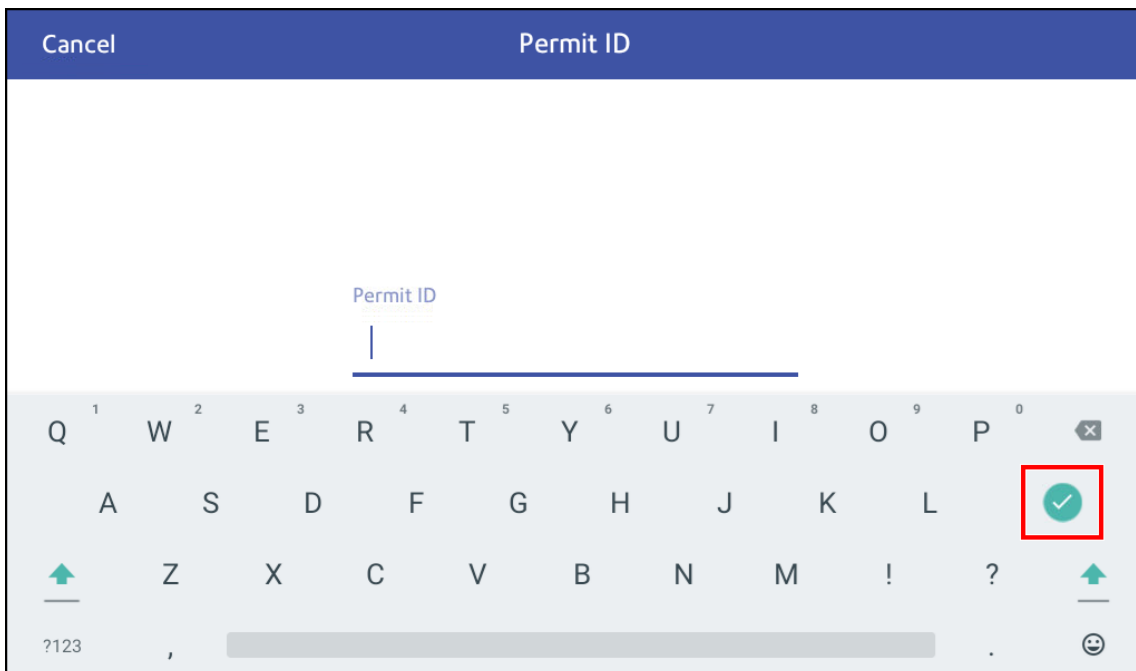 Cancel Permit ID
Permit ID
1 2 3 4 5 6 7 8 9 0
Q W E R T Y U I O P
A S D F G H J K L
Z X C V B N M ! ?
?123 , .